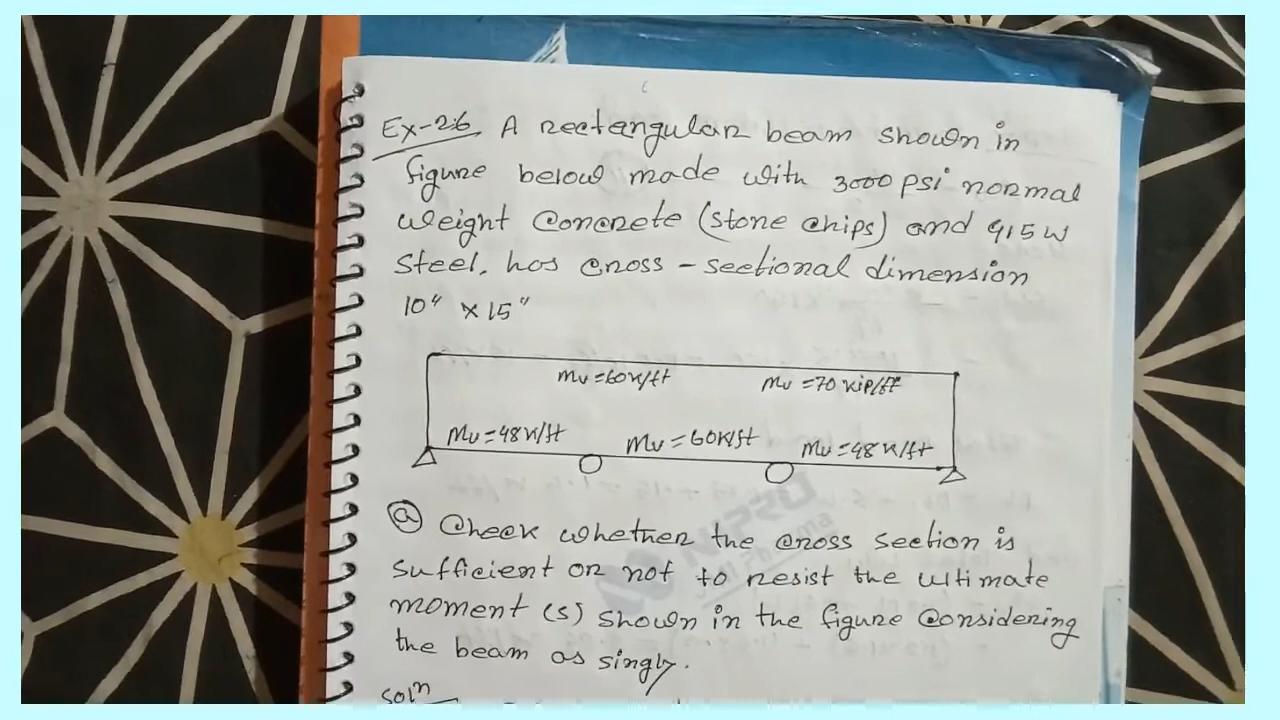 Ex-2.6, A rectangular beam shown in
figure below made with 3000 psi normal
weight concrete (stone chips) and 415 W
steel, has cross-sectional dimension
10" x 15"
Mu = 60 k/ft Mu = 70 kip/ft
Mu = 48 k/ft Mu = 60 k/ft Mu = 48 k/ft
(a) Check whether the cross section is
sufficient or not to resist the ultimate
moment (s) shown in the figure considering
the beam as singly.
Solⁿ